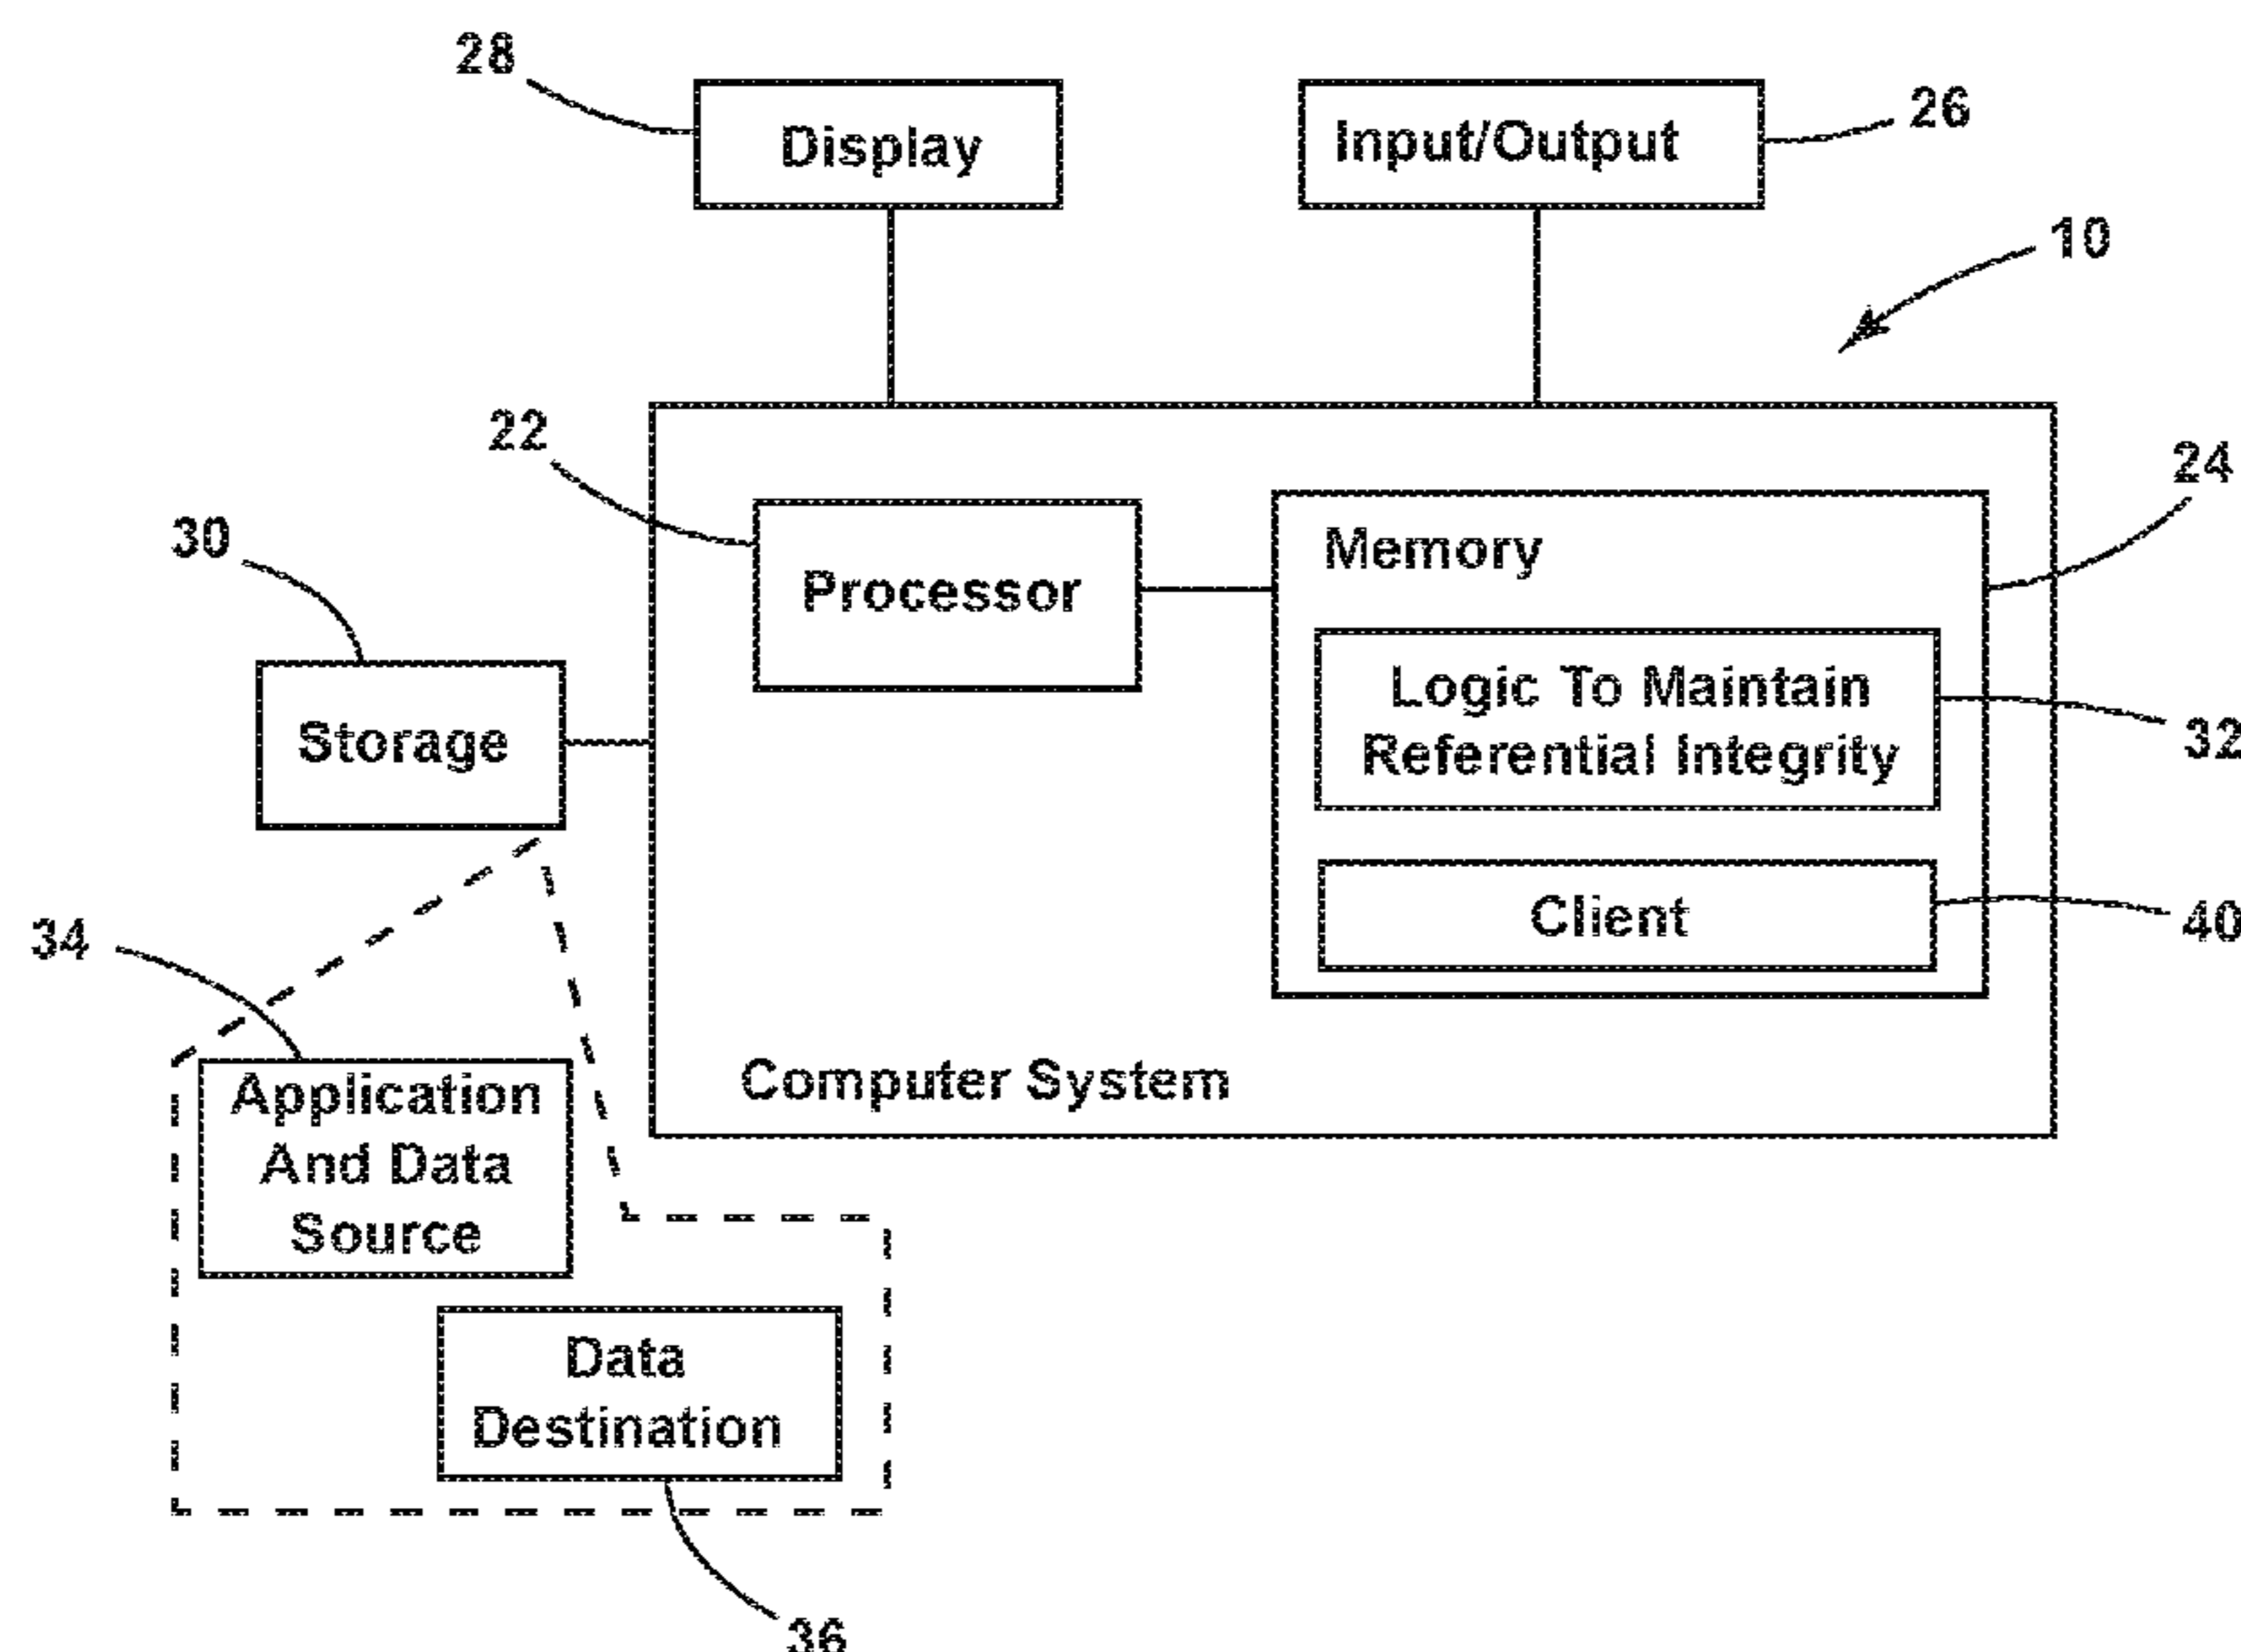 28
Display
Input/Output
26
10
22
24
30
Processor
Memory
Logic To Maintain
Referential Integrity
32
Storage
Client
40
34
Application
And Data
Source
Computer System
Data
Destination
36